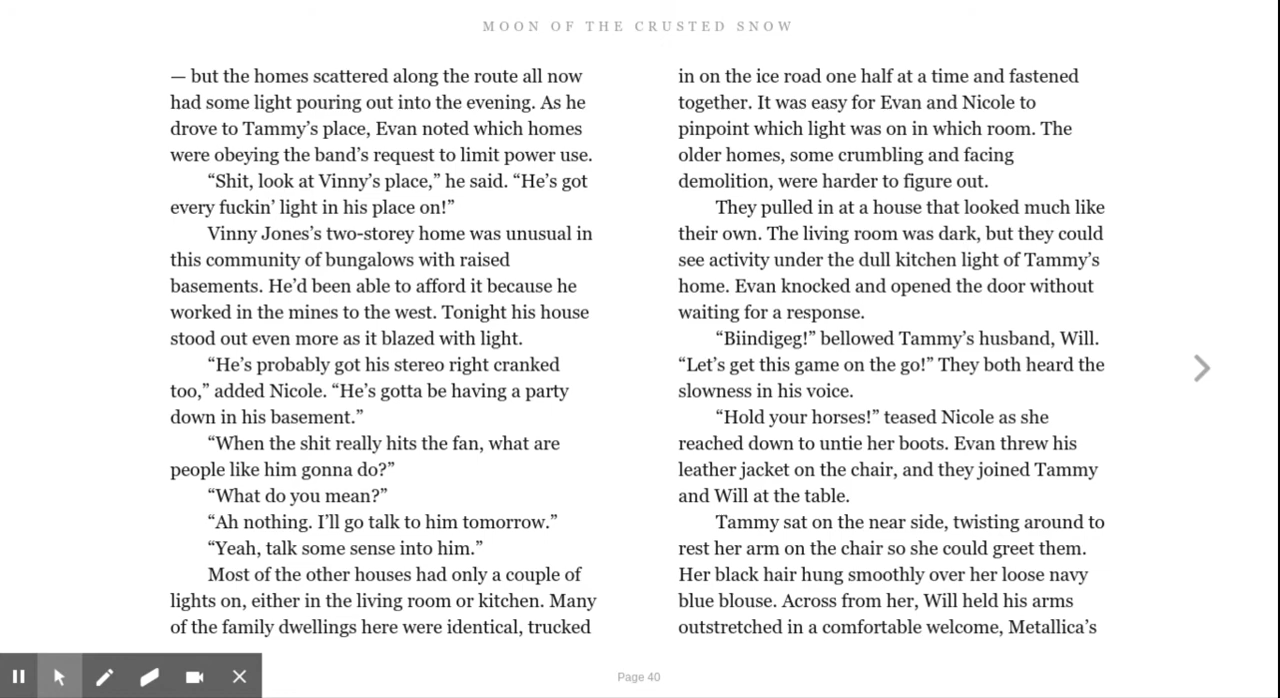 MOON OF THE CRUSTED SNOW
— but the homes scattered along the route all now
had some light pouring out into the evening. As he
drove to Tammy’s place, Evan noted which homes
were obeying the band’s request to limit power use.
“Shit, look at Vinny’s place,” he said. “He’s got
every fuckin’ light in his place on!”
Vinny Jones’s two-storey home was unusual in
this community of bungalows with raised
basements. He’d been able to afford it because he
worked in the mines to the west. Tonight his house
stood out even more as it blazed with light.
“He’s probably got his stereo right cranked
too,” added Nicole. “He’s gotta be having a party
down in his basement.”
“When the shit really hits the fan, what are
people like him gonna do?”
“What do you mean?”
“Ah nothing. I’ll go talk to him tomorrow.”
“Yeah, talk some sense into him.”
Most of the other houses had only a couple of
lights on, either in the living room or kitchen. Many
of the family dwellings here were identical, trucked
in on the ice road one half at a time and fastened
together. It was easy for Evan and Nicole to
pinpoint which light was on in which room. The
older homes, some crumbling and facing
demolition, were harder to figure out.
They pulled in at a house that looked much like
their own. The living room was dark, but they could
see activity under the dull kitchen light of Tammy’s
home. Evan knocked and opened the door without
waiting for a response.
“Biindigeg!” bellowed Tammy’s husband, Will.
“Let’s get this game on the go!” They both heard the
slowness in his voice.
“Hold your horses!” teased Nicole as she
reached down to untie her boots. Evan threw his
leather jacket on the chair, and they joined Tammy
and Will at the table.
Tammy sat on the near side, twisting around to
rest her arm on the chair so she could greet them.
Her black hair hung smoothly over her loose navy
blue blouse. Across from her, Will held his arms
outstretched in a comfortable welcome, Metallica’s
Page 40